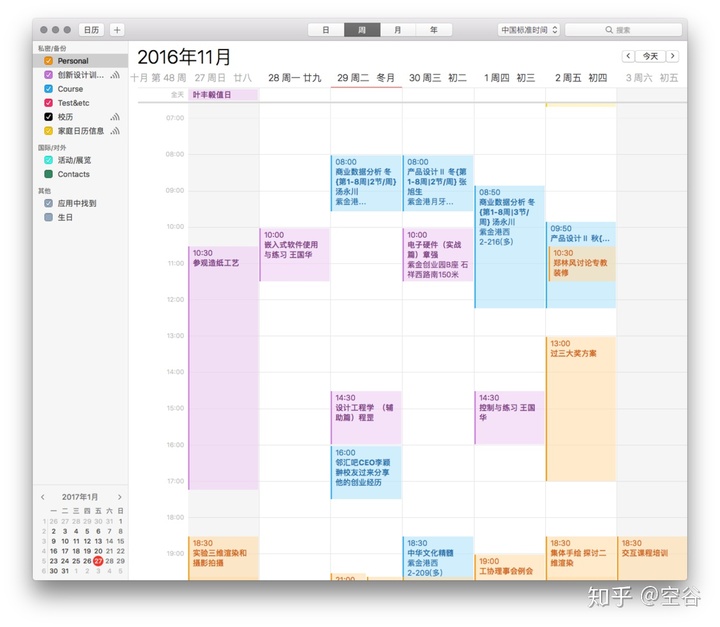 日历
+
日
周
月
年
中国标准时间
搜索
私密/备份
Personal
创新设计训...
Course
Test&etc
校历
家庭日历信息
国际/对外
活动/展览
Contacts
其他
应用中找到
生日
2016年11月
今天
十月 第 48 周
27 周日 廿八
28 周一 廿九
29 周二 冬月
30 周三 初二
1 周四 初三
2 周五 初四
3 周六 初五
全天
叶丰毅值日
07:00
08:00
09:00
10:00
11:00
12:00
13:00
14:00
15:00
16:00
17:00
18:00
19:00
10:30
参观造纸工艺
18:30
实验三维渲染和
摄影拍摄
10:00
嵌入式软件使用
与练习 王国华
08:00
商业数据分析 冬
{第1-8周|2节/周}
汤永川
紫金港...
14:30
设计工程学 （辅
助篇）程罡
16:00
邻汇吧CEO李颖
翀校友过来分享
他的创业经历
21:00
08:00
产品设计Ⅱ 冬{第
1-8周|2节/周} 张
旭生
紫金港月牙...
10:00
电子硬件（实战
篇）章强
紫金创业园B座 石
祥西路南150米
18:30
中华文化精髓
紫金港西
2-209(多)
08:50
商业数据分析 冬
{第1-8周|3节/
周} 汤永川
紫金港西
2-216(多)
14:30
控制与练习 王国
华
19:00
工协理事会例会
09:50
产品设计Ⅱ 秋{...
10:30
郑林风讨论专教
装修
13:00
过三大奖方案
18:30
集体手绘 探讨二
维渲染
18:30
交互课程培训
2017年1月
一 二 三 四 五 六 日
1 26 27 28 29 30 31 1
2 2 3 4 5 6 7 8
3 9 10 11 12 13 14 15
4 16 17 18 19 20 21 22
5 23 24 25 26 27 28 29
6 30 31 1 2 3 4 5
知乎 @空谷